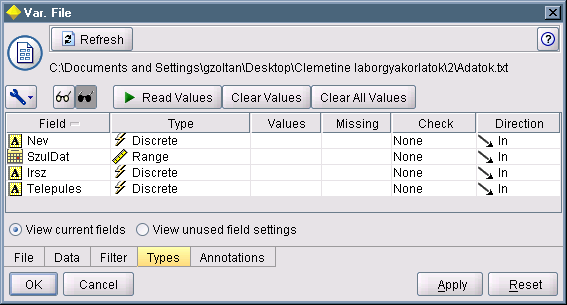 Var. File
Refresh
?
C:\Documents and Settings\gzoltan\Desktop\Clemetine laborgyakorlatok\2\Adatok.txt
Read Values Clear Values Clear All Values
Field Type Values Missing Check Direction
A Nev Discrete None In
SzulDat Range None In
A Irsz Discrete None In
A Telepules Discrete None In
View current fields View unused field settings
File Data Filter Types Annotations
OK Cancel Apply Reset